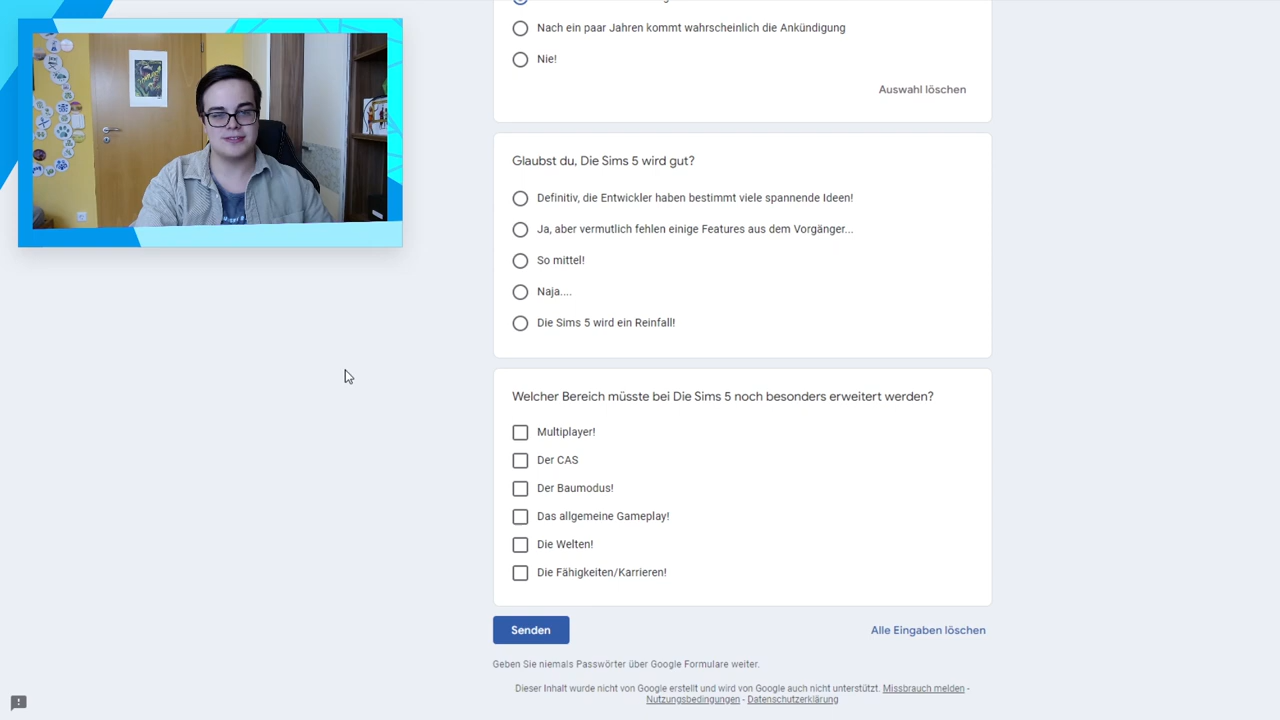 Nach ein paar Jahren kommt wahrscheinlich die Ankündigung
Nie!
Auswahl löschen
Glaubst du, Die Sims 5 wird gut?
Definitiv, die Entwickler haben bestimmt viele spannende Ideen!
Ja, aber vermutlich fehlen einige Features aus dem Vorgänger...
So mittel!
Naja....
Die Sims 5 wird ein Reinfall!
Welcher Bereich müsste bei Die Sims 5 noch besonders erweitert werden?
Multiplayer!
Der CAS
Der Baumodus!
Das allgemeine Gameplay!
Die Welten!
Die Fähigkeiten/Karrieren!
Senden
Alle Eingaben löschen
Geben Sie niemals Passwörter über Google Formulare weiter.
Dieser Inhalt wurde nicht von Google erstellt und wird von Google auch nicht unterstützt. Missbrauch melden -
Nutzungsbedingungen - Datenschutzerklärung